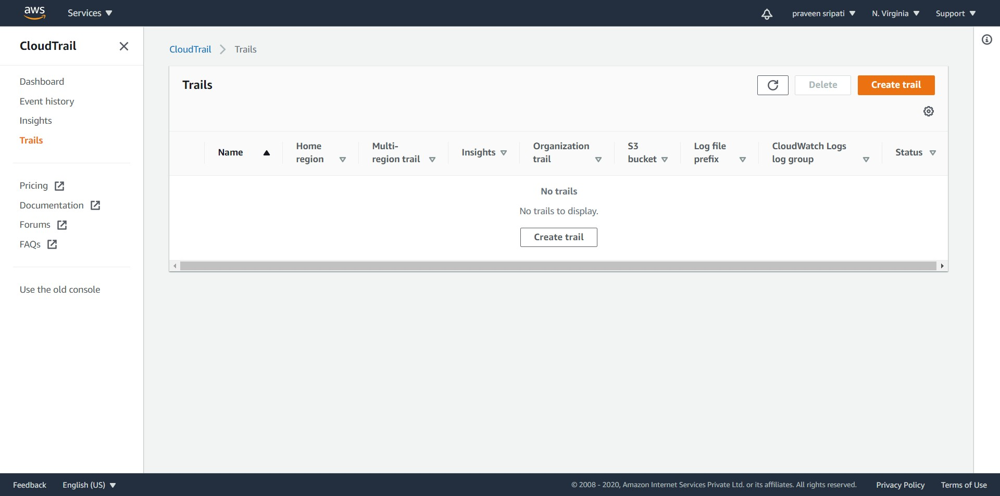 aws
Services
praveen sripati
N. Virginia
Support
CloudTrail
Dashboard
Event history
Insights
Trails
Pricing
Documentation
Forums
FAQs
Use the old console
CloudTrail
Trails
Trails
Delete
Create trail
Name
Home
region
Multi-
region trail
Insights
Organization
trail
S3
bucket
Log file
prefix
CloudWatch Logs
log group
Status
No trails
No trails to display.
Create trail
Feedback
English (US)
© 2008 - 2020, Amazon Internet Services Private Ltd. or its affiliates. All rights reserved.
Privacy Policy
Terms of Use